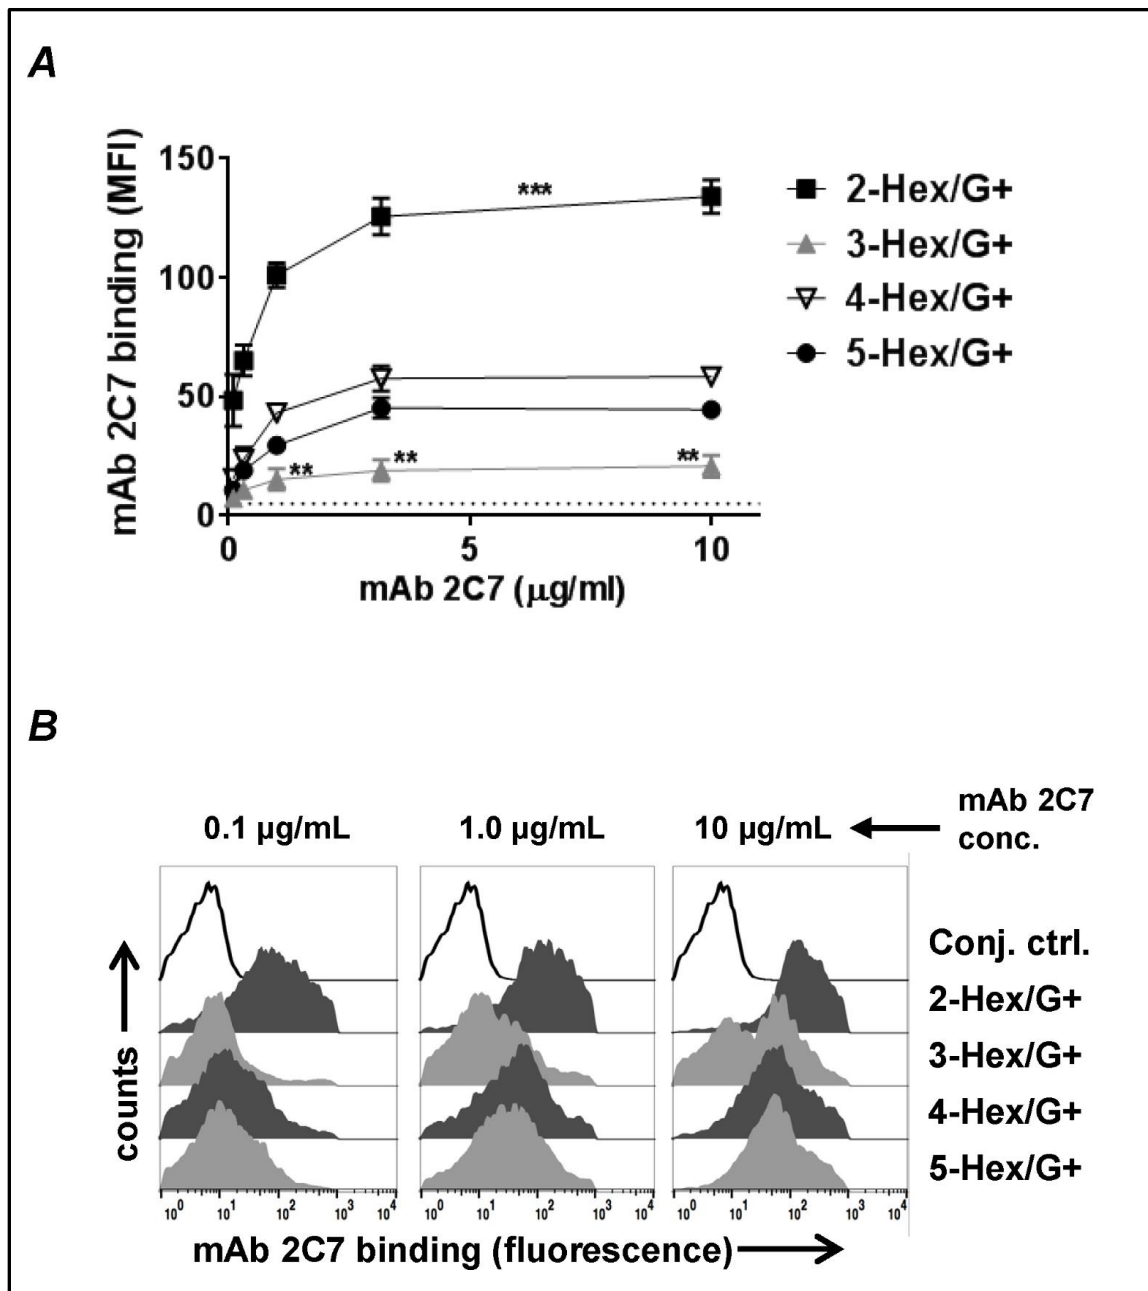 A
mAb 2C7 binding (MFI)
150
100
50
0
0 5 10
mAb 2C7 (µg/ml)
***
** ** **
2-Hex/G+
3-Hex/G+
4-Hex/G+
5-Hex/G+
B
mAb 2C7
conc.
0.1 µg/mL 1.0 µg/mL 10 µg/mL
counts
Conj. ctrl.
2-Hex/G+
3-Hex/G+
4-Hex/G+
5-Hex/G+
10⁰ 10¹ 10² 10³ 10⁴ 10⁰ 10¹ 10² 10³ 10⁴ 10⁰ 10¹ 10² 10³ 10⁴
mAb 2C7 binding (fluorescence)